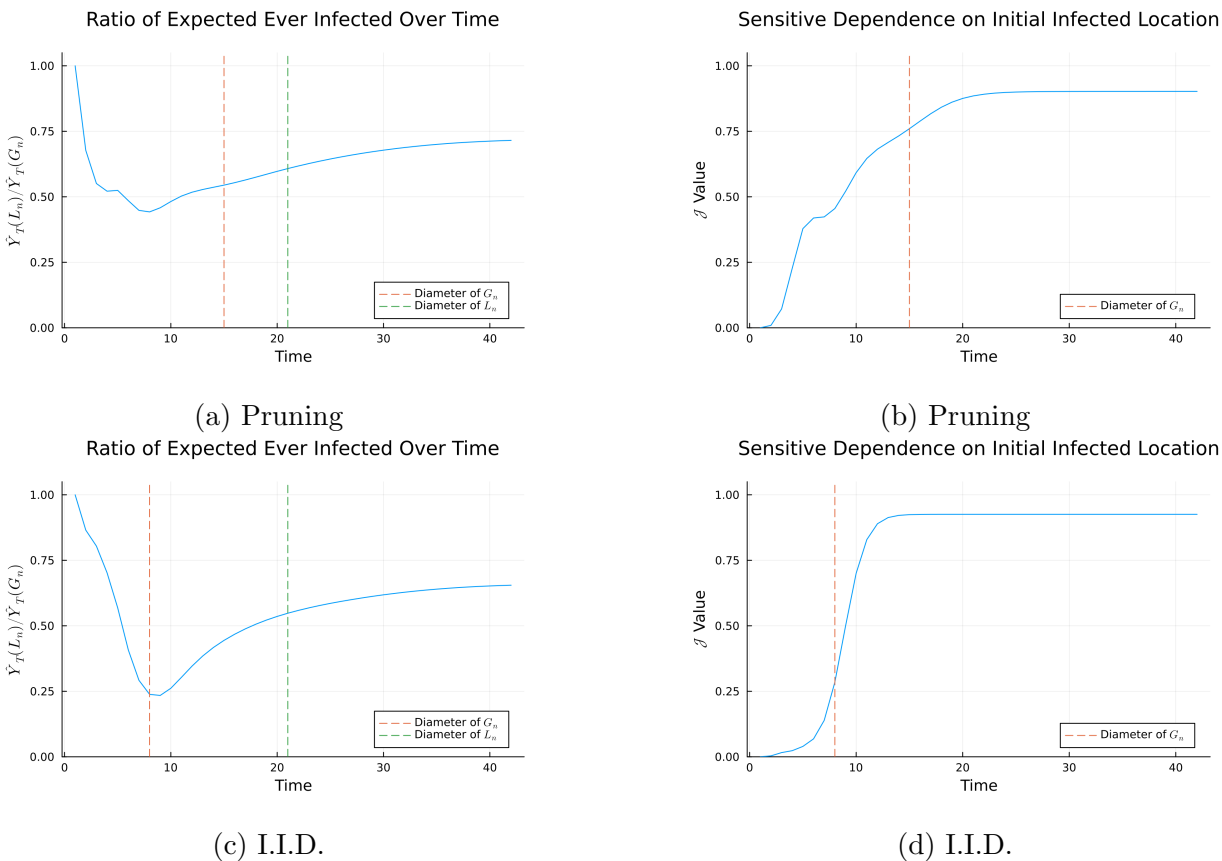 Ratio of Expected Ever Infected Over Time
1.00
0.75
0.50
0.25
0.00
Ŷ_T(L_n)/Ŷ_T(G_n)
0 10 20 30 40
Time
Diameter of G_n
Diameter of L_n
(a) Pruning
Sensitive Dependence on Initial Infected Location
1.00
0.75
0.50
0.25
0.00
Value
0 10 20 30 40
Time
Diameter of G_n
(b) Pruning
Ratio of Expected Ever Infected Over Time
1.00
0.75
0.50
0.25
0.00
Ŷ_T(L_n)/Ŷ_T(G_n)
0 10 20 30 40
Time
Diameter of G_n
Diameter of L_n
(c) I.I.D.
Sensitive Dependence on Initial Infected Location
1.00
0.75
0.50
0.25
0.00
Value
0 10 20 30 40
Time
Diameter of G_n
(d) I.I.D.